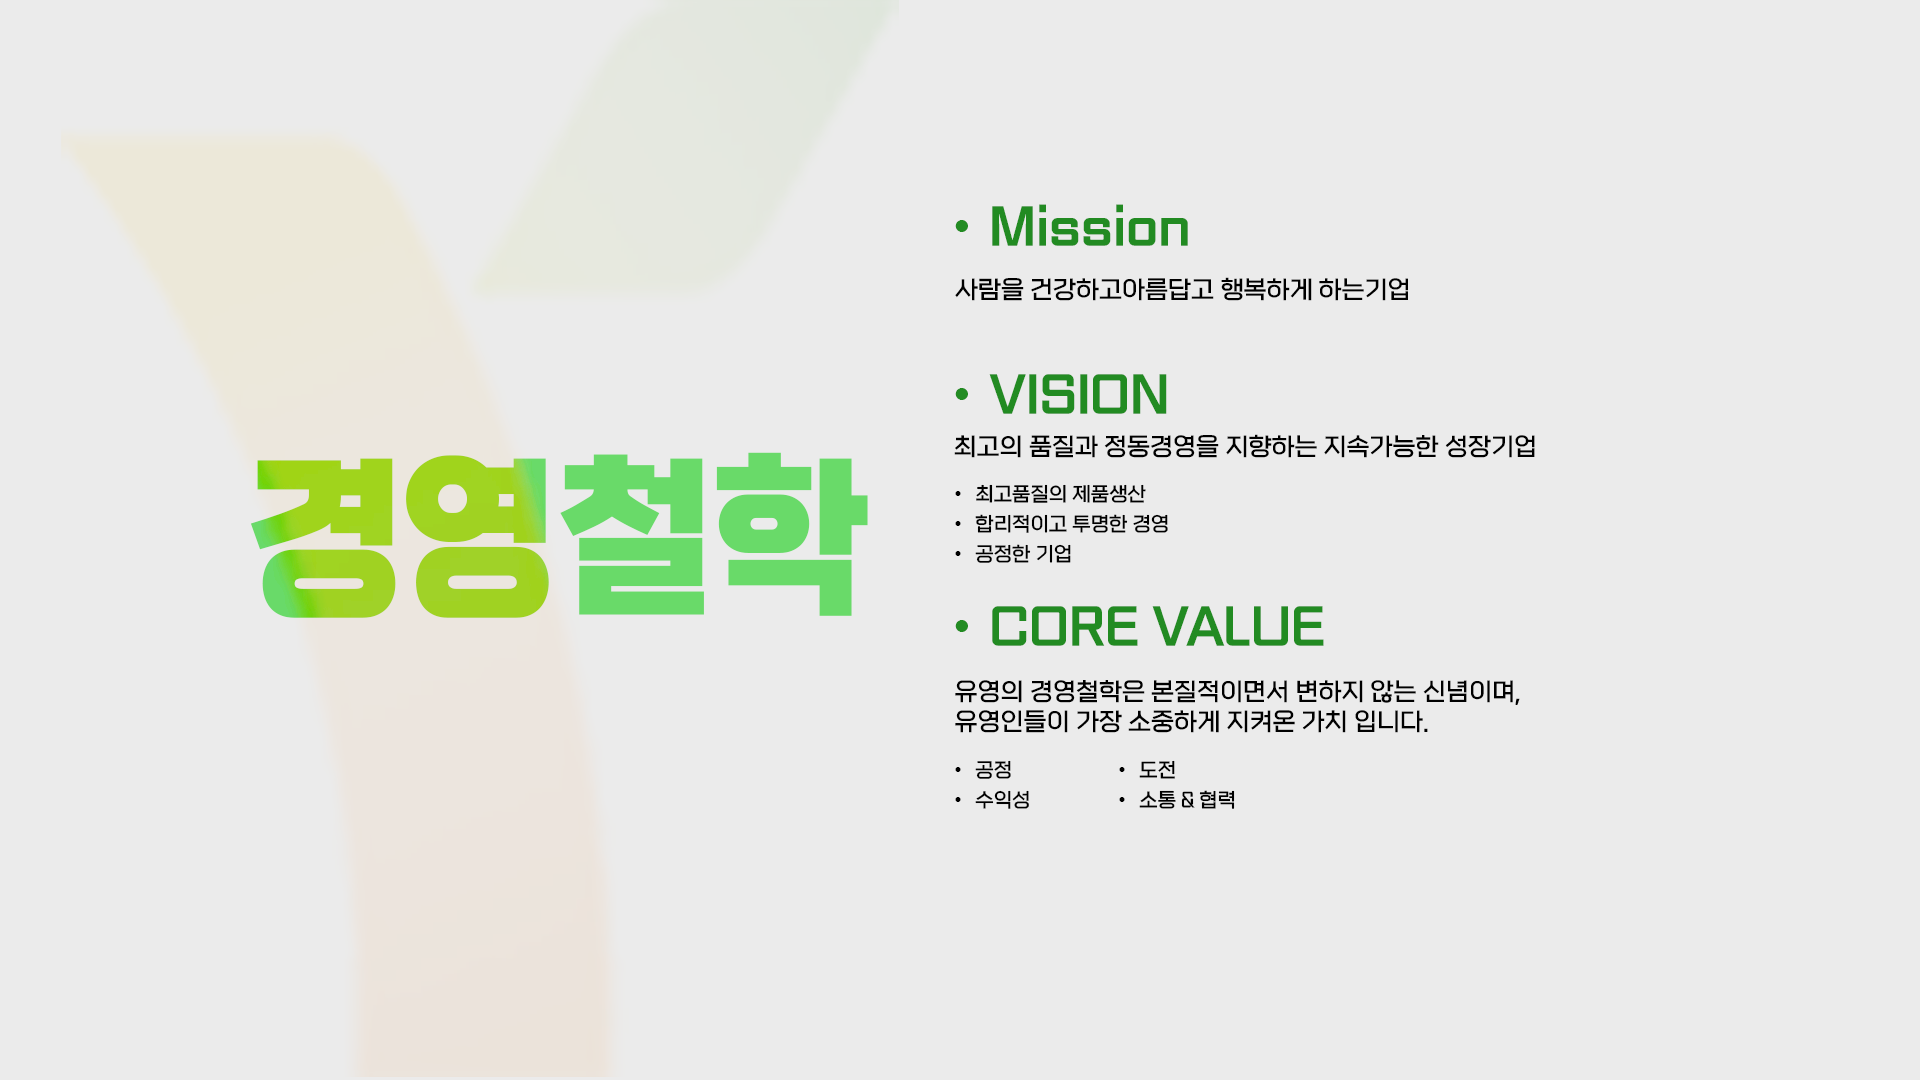 경영철학
• Mission
사람을 건강하고아름답고 행복하게 하는기업
• VISION
최고의 품질과 정동경영을 지향하는 지속가능한 성장기업
• 최고품질의 제품생산
• 합리적이고 투명한 경영
• 공정한 기업
• CORE VALUE
유영의 경영철학은 본질적이면서 변하지 않는 신념이며,
유영인들이 가장 소중하게 지켜온 가치 입니다.
• 공정
• 수익성
• 도전
• 소통 & 협력